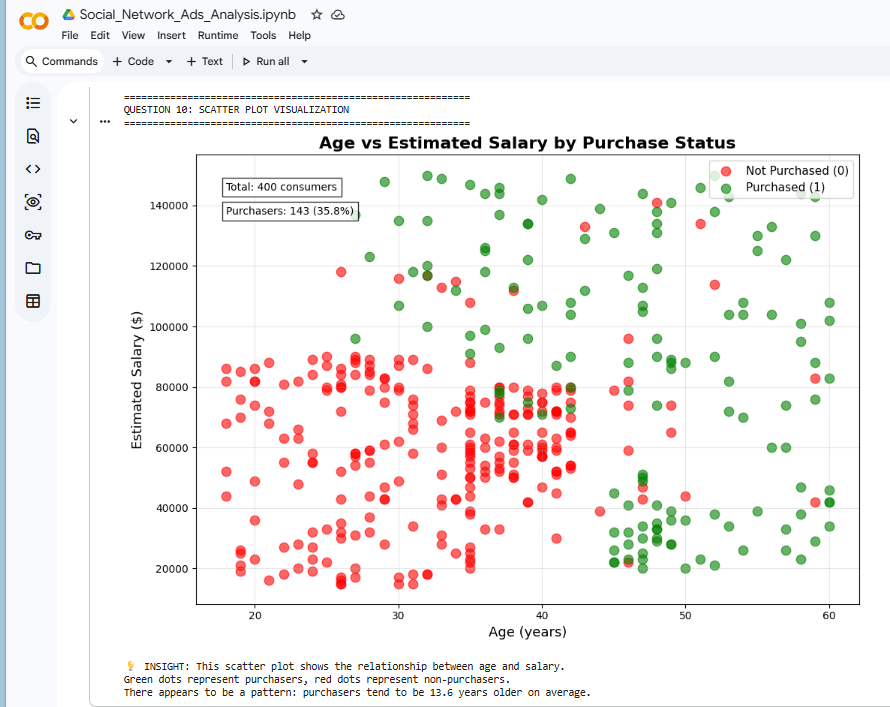 Social_Network_Ads_Analysis.ipynb
File Edit View Insert Runtime Tools Help
Commands + Code + Text Run all
============================================================
QUESTION 10: SCATTER PLOT VISUALIZATION
============================================================
Age vs Estimated Salary by Purchase Status
Total: 400 consumers
Purchasers: 143 (35.8%)
Not Purchased (0)
Purchased (1)
Estimated Salary ($)
140000
120000
100000
80000
60000
40000
20000
20 30 40 50 60
Age (years)
💡 INSIGHT: This scatter plot shows the relationship between age and salary.
Green dots represent purchasers, red dots represent non-purchasers.
There appears to be a pattern: purchasers tend to be 13.6 years older on average.